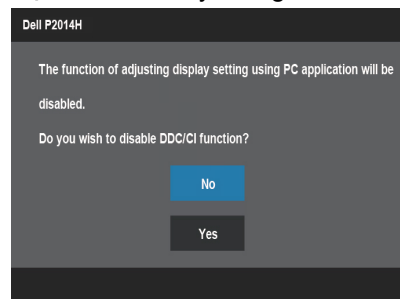 Dell P2014H
The function of adjusting display setting using PC application will be
disabled.
Do you wish to disable DDC/CI function?
No
Yes